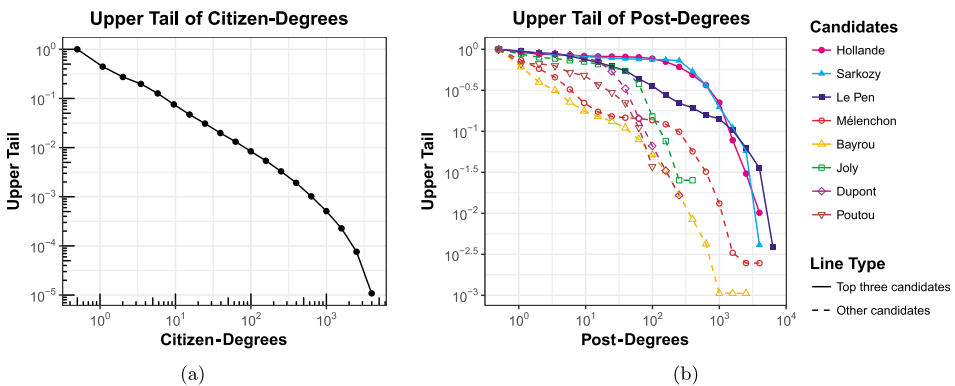 Upper Tail of Citizen-Degrees
Upper Tail
10^0
10^-1
10^-2
10^-3
10^-4
10^-5
10^0 10^1 10^2 10^3
Citizen-Degrees
(a)
Upper Tail of Post-Degrees
Upper Tail
10^0
10^-0.5
10^-1
10^-1.5
10^-2
10^-2.5
10^-3
10^0 10^1 10^2 10^3 10^4
Post-Degrees
(b)
Candidates
Hollande
Sarkozy
Le Pen
Mélenchon
Bayrou
Joly
Dupont
Poutou
Line Type
Top three candidates
Other candidates